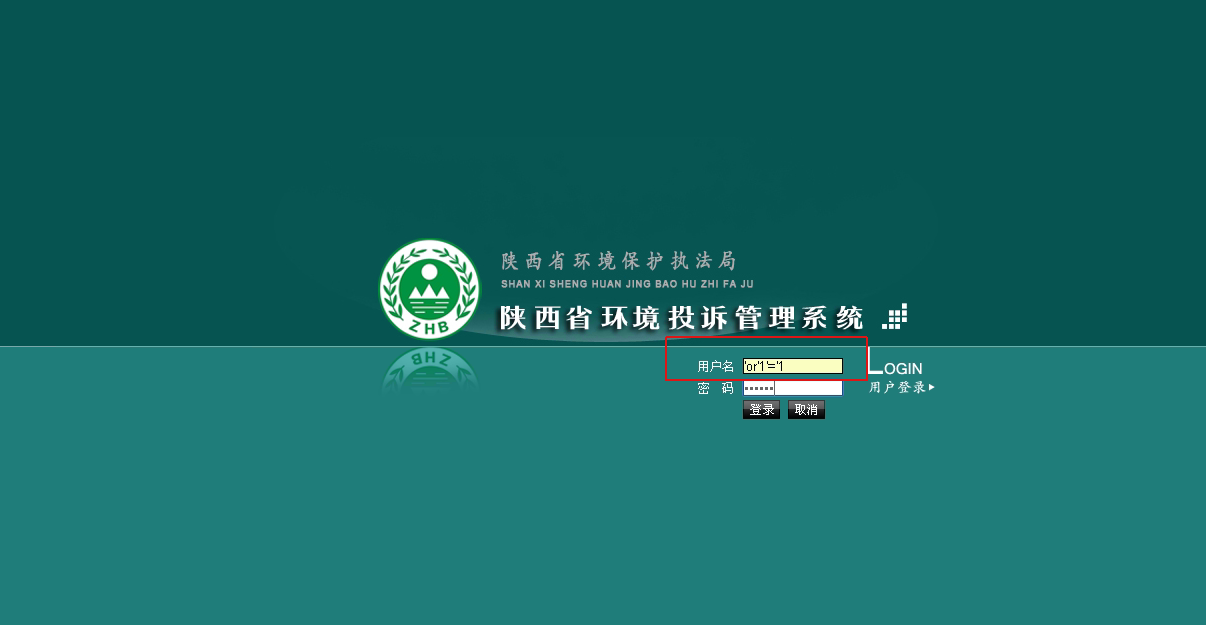 陕西省环境保护执法局
SHAN XI SHENG HUAN JING BAO HU ZHI FA JU
陕西省环境投诉管理系统
ZHB
用户名 'or'1'='1
LOGIN
密 码 ••••••
用户登录
登录 取消